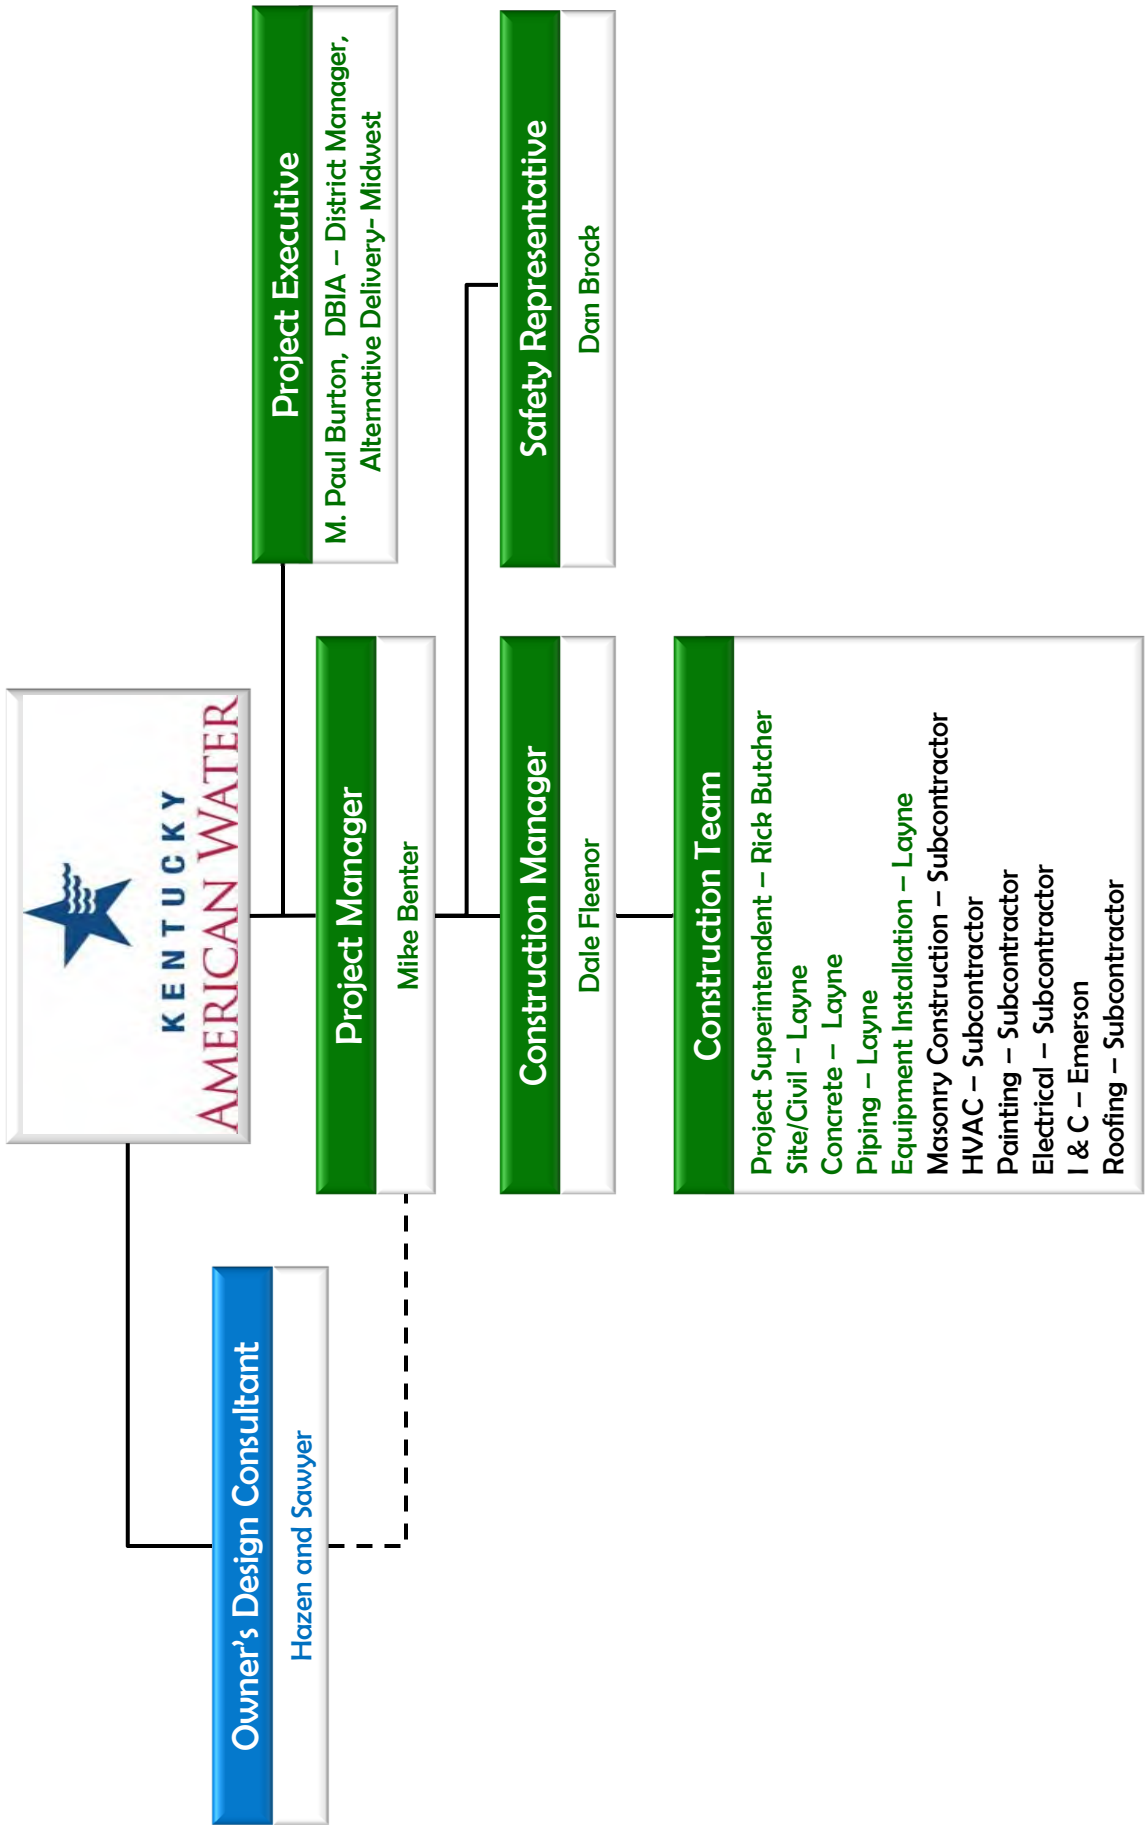 KENTUCKY
AMERICAN WATER
Owner's Design Consultant
Hazen and Sawyer
Project Executive
M. Paul Burton, DBIA – District Manager,
Alternative Delivery- Midwest
Project Manager
Mike Benter
Construction Manager
Dale Fleenor
Safety Representative
Dan Brock
Construction Team
Project Superintendent – Rick Butcher
Site/Civil – Layne
Concrete – Layne
Piping – Layne
Equipment Installation – Layne
Masonry Construction – Subcontractor
HVAC – Subcontractor
Painting – Subcontractor
Electrical – Subcontractor
I & C – Emerson
Roofing – Subcontractor